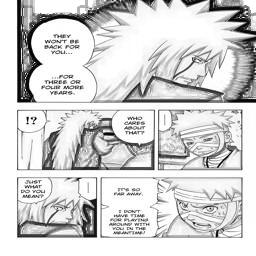 THEY
WON'T BE
BACK FOR
YOU...
...FOR
THREE OR
FOUR MORE
YEARS.
!?
WHO
CARES
ABOUT
THAT?
JUST
WHAT
DO YOU
MEAN?
IT'S SO
FAR AWAY.
I DON'T
HAVE TIME
FOR PLAYING
AROUND WITH
YOU IN THE
MEANTIME!